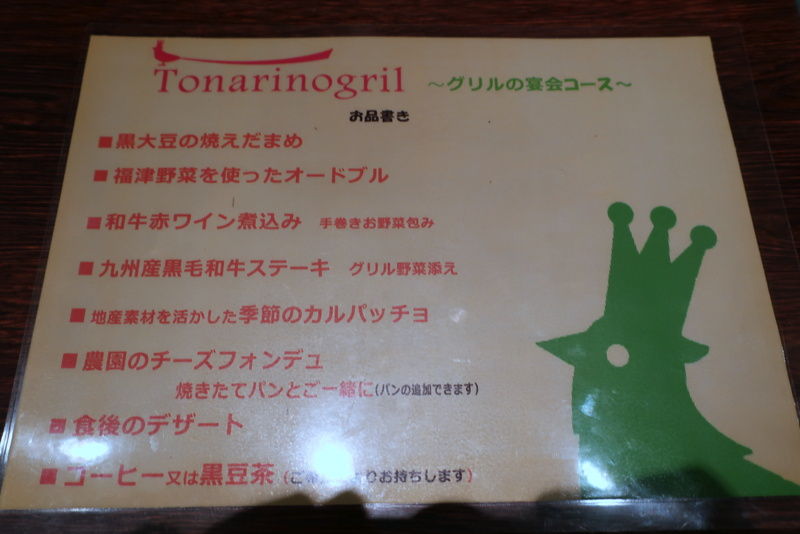 Tonarinogril ～グリルの宴会コース～
お品書き
■黒大豆の焼えだまめ
■福津野菜を使ったオードブル
■和牛赤ワイン煮込み 手巻きお野菜包み
■九州産黒毛和牛ステーキ グリル野菜添え
■地産素材を活かした季節のカルパッチョ
■農園のチーズフォンデュ
焼きたてパンとご一緒に(パンの追加できます)
■食後のデザート
■コーヒー又は黒豆茶 (りお持ちします)